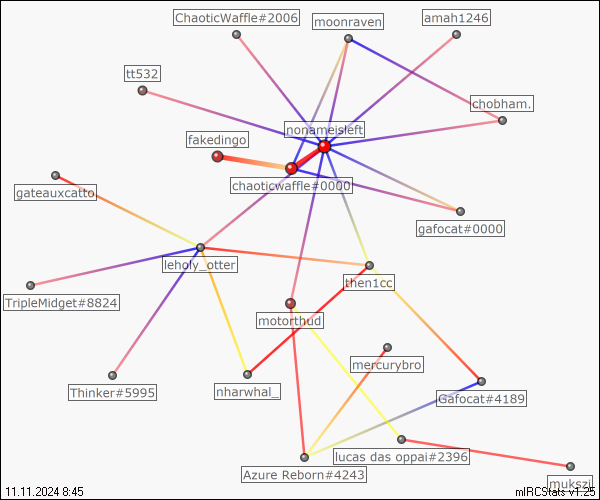 ChaoticWaffle#2006
moonraven
amah1246
tt532
chobham.
nonameisleft
fakedingo
chaoticwaffle#0000
gateauxcatto
gafocat#0000
leholy_otter
then1cc
TripleMidget#8824
motorthud
mercurybro
Thinker#5995
nharwhal_
Gafocat#4189
lucas das oppai#2396
Azure Reborn#4243
mukszil
11.11.2024 8:45
mIRCStats v1.25